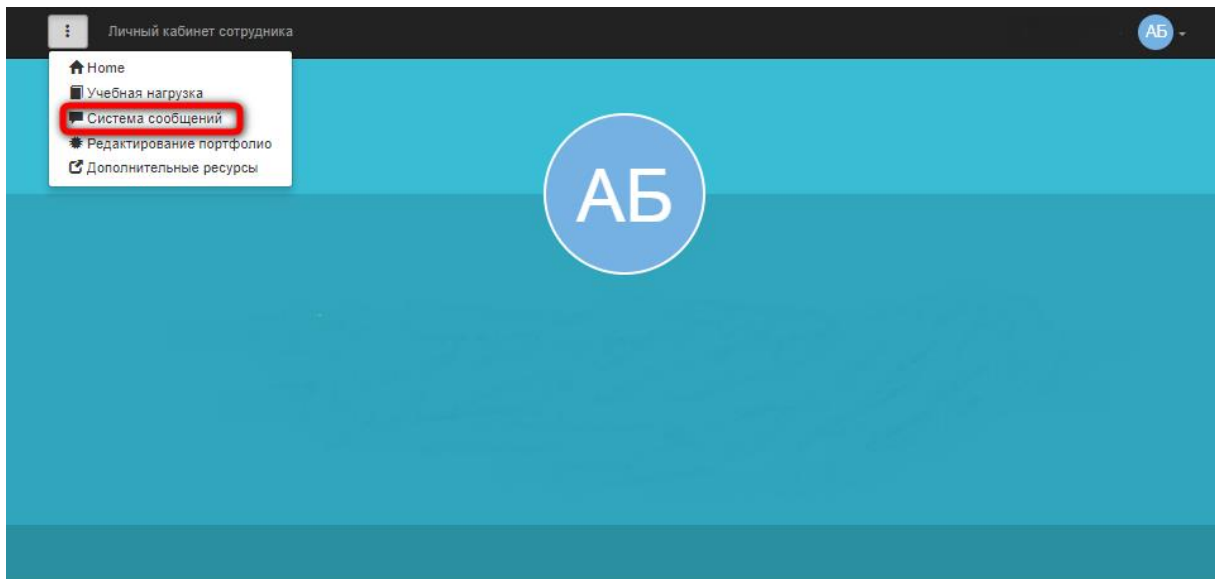 Личный кабинет сотрудника
АБ
Home
Учебная нагрузка
Система сообщений
Редактирование портфолио
Дополнительные ресурсы
АБ